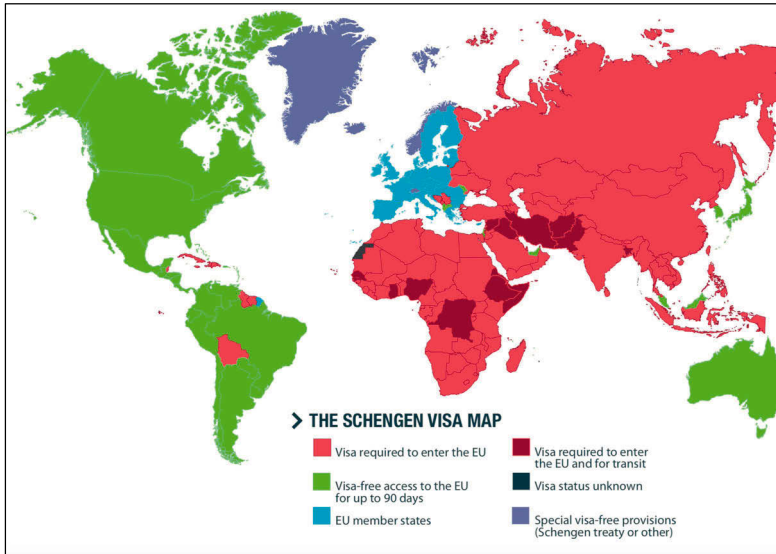 THE SCHENGEN VISA MAP
Visa required to enter the EU
Visa-free access to the EU
for up to 90 days
EU member states
Visa required to enter
the EU and for transit
Visa status unknown
Special visa-free provisions
(Schengen treaty or other)